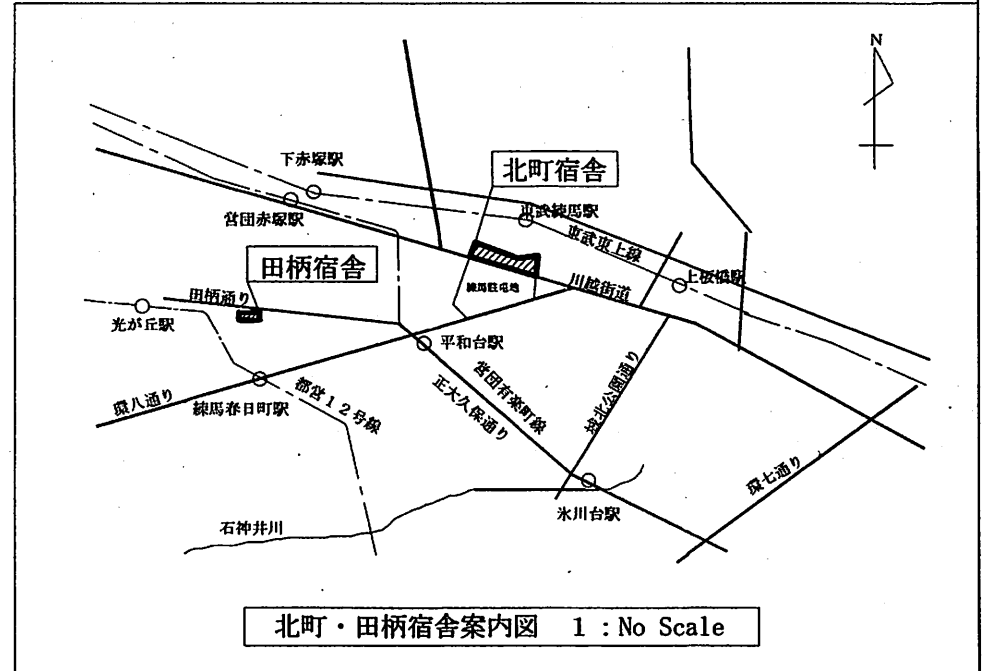 N
下赤塚駅
北町宿舎
営団赤塚駅
東武練馬駅
東武東上線
田柄宿舎
練馬駐屯地
川越街道
上板橋駅
田柄通り
光が丘駅
平和台駅
環八通り
練馬春日町駅
都営12号線
営団有楽町線
正大久保通り
城北公園通り
環七通り
石神井川
氷川台駅
北町・田柄宿舎案内図 1：No Scale